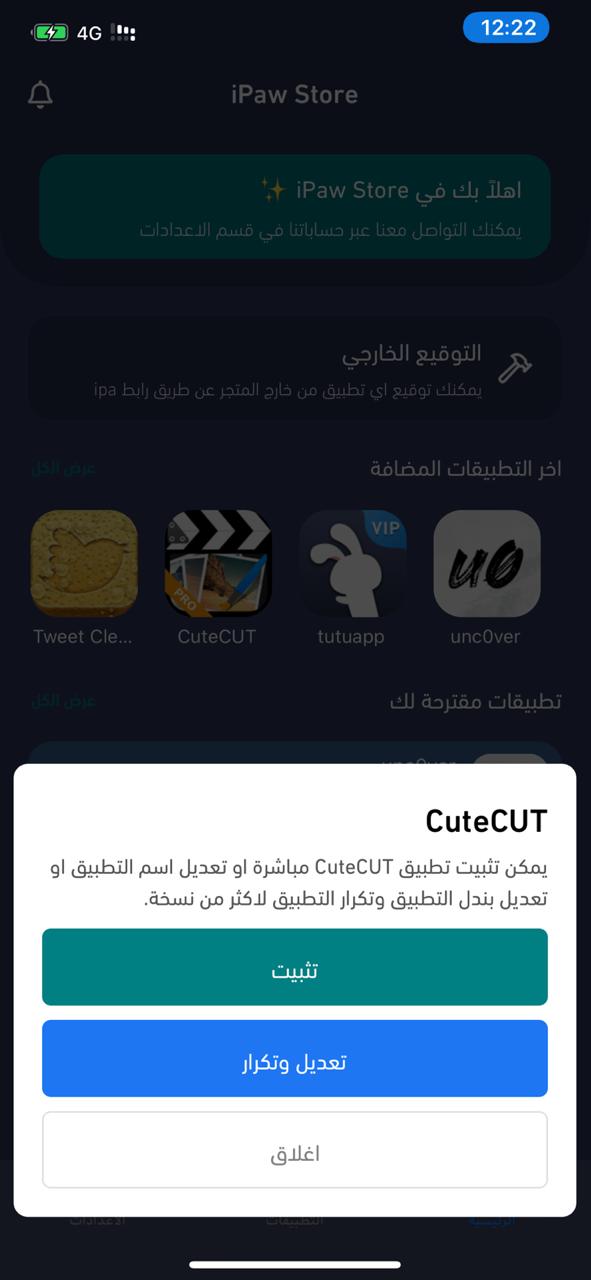 12:22
4G
iPaw Store
اهلاً بك في iPaw Store ✨
يمكنك التواصل معنا عبر حساباتنا في قسم الاعدادات
التوقيع الخارجي
يمكنك توقيع اي تطبيق من خارج المتجر عن طريق رابط ipa
اخر التطبيقات المضافة
عرض الكل
VIP
PRO
uo
unc0ver
tutuapp
CuteCUT
Tweet Cle...
تطبيقات مقترحة لك
عرض الكل
unc0ver
CuteCUT
يمكن تثبيت تطبيق CuteCUT مباشرة او تعديل اسم التطبيق او
تعديل بندل التطبيق وتكرار التطبيق لاكثر من نسخة.
تثبيت
تعديل وتكرار
اغلاق
الرئيسية
التطبيقات
الاعدادات